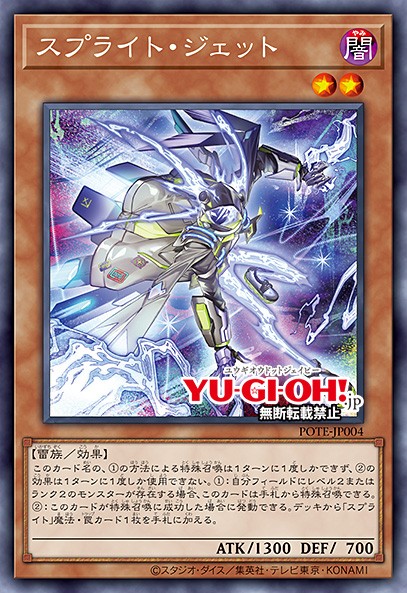 スプライト・ジェット
やみ
闇
ユウギオウドットジェイピー
YU-GI-OH!.jp
無断転載禁止
POTE-JP004
【雷族/効果】
このカード名の、①の方法による特殊召喚は1ターンに1度しかできず、②の
効果は1ターンに1度しか使用できない。①:自分フィールドにレベル2または
ランク2のモンスターが存在する場合、このカードは手札から特殊召喚できる。
②:このカードが特殊召喚に成功した場合に発動できる。デッキから「スプ
ライト」魔法・罠カード1枚を手札に加える。
ATK/1300 DEF/ 700
©スタジオ・ダイス/集英社・テレビ東京・KONAMI